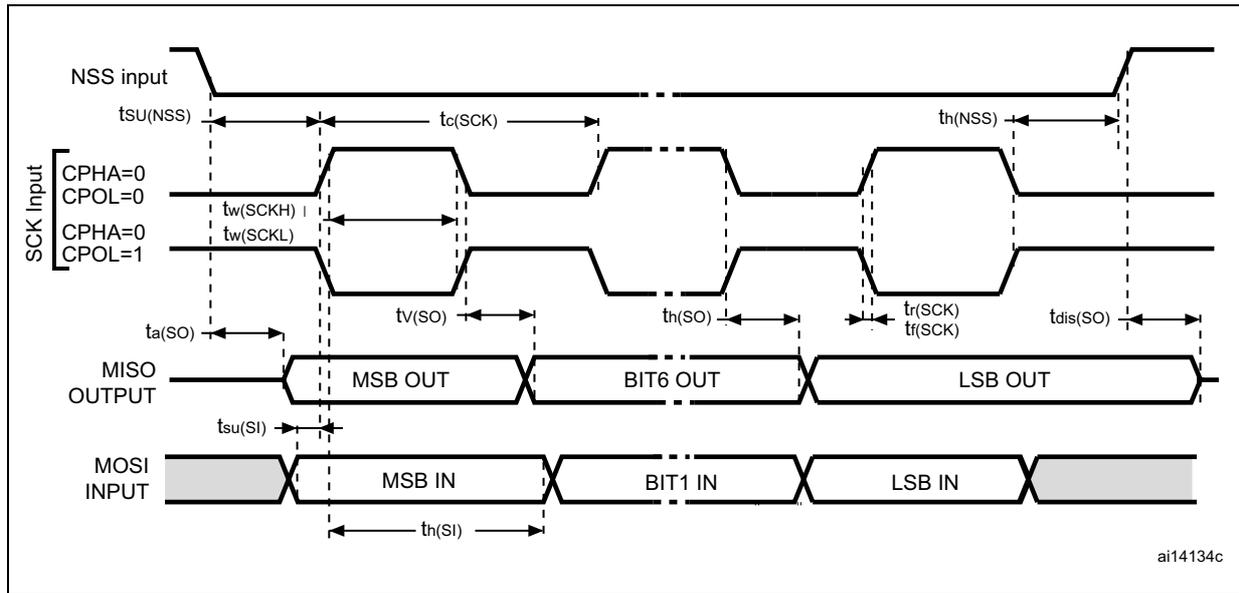 NSS input
tSU(NSS)
tc(SCK)
th(NSS)
SCK Input
CPHA=0
CPOL=0
tw(SCKH)
CPHA=0
CPOL=1
tw(SCKL)
ta(SO)
tV(SO)
th(SO)
tr(SCK)
tf(SCK)
tdis(SO)
MISO
OUTPUT
MSB OUT
BIT6 OUT
LSB OUT
tsu(SI)
MOSI
INPUT
MSB IN
BIT1 IN
LSB IN
th(SI)
ai14134c